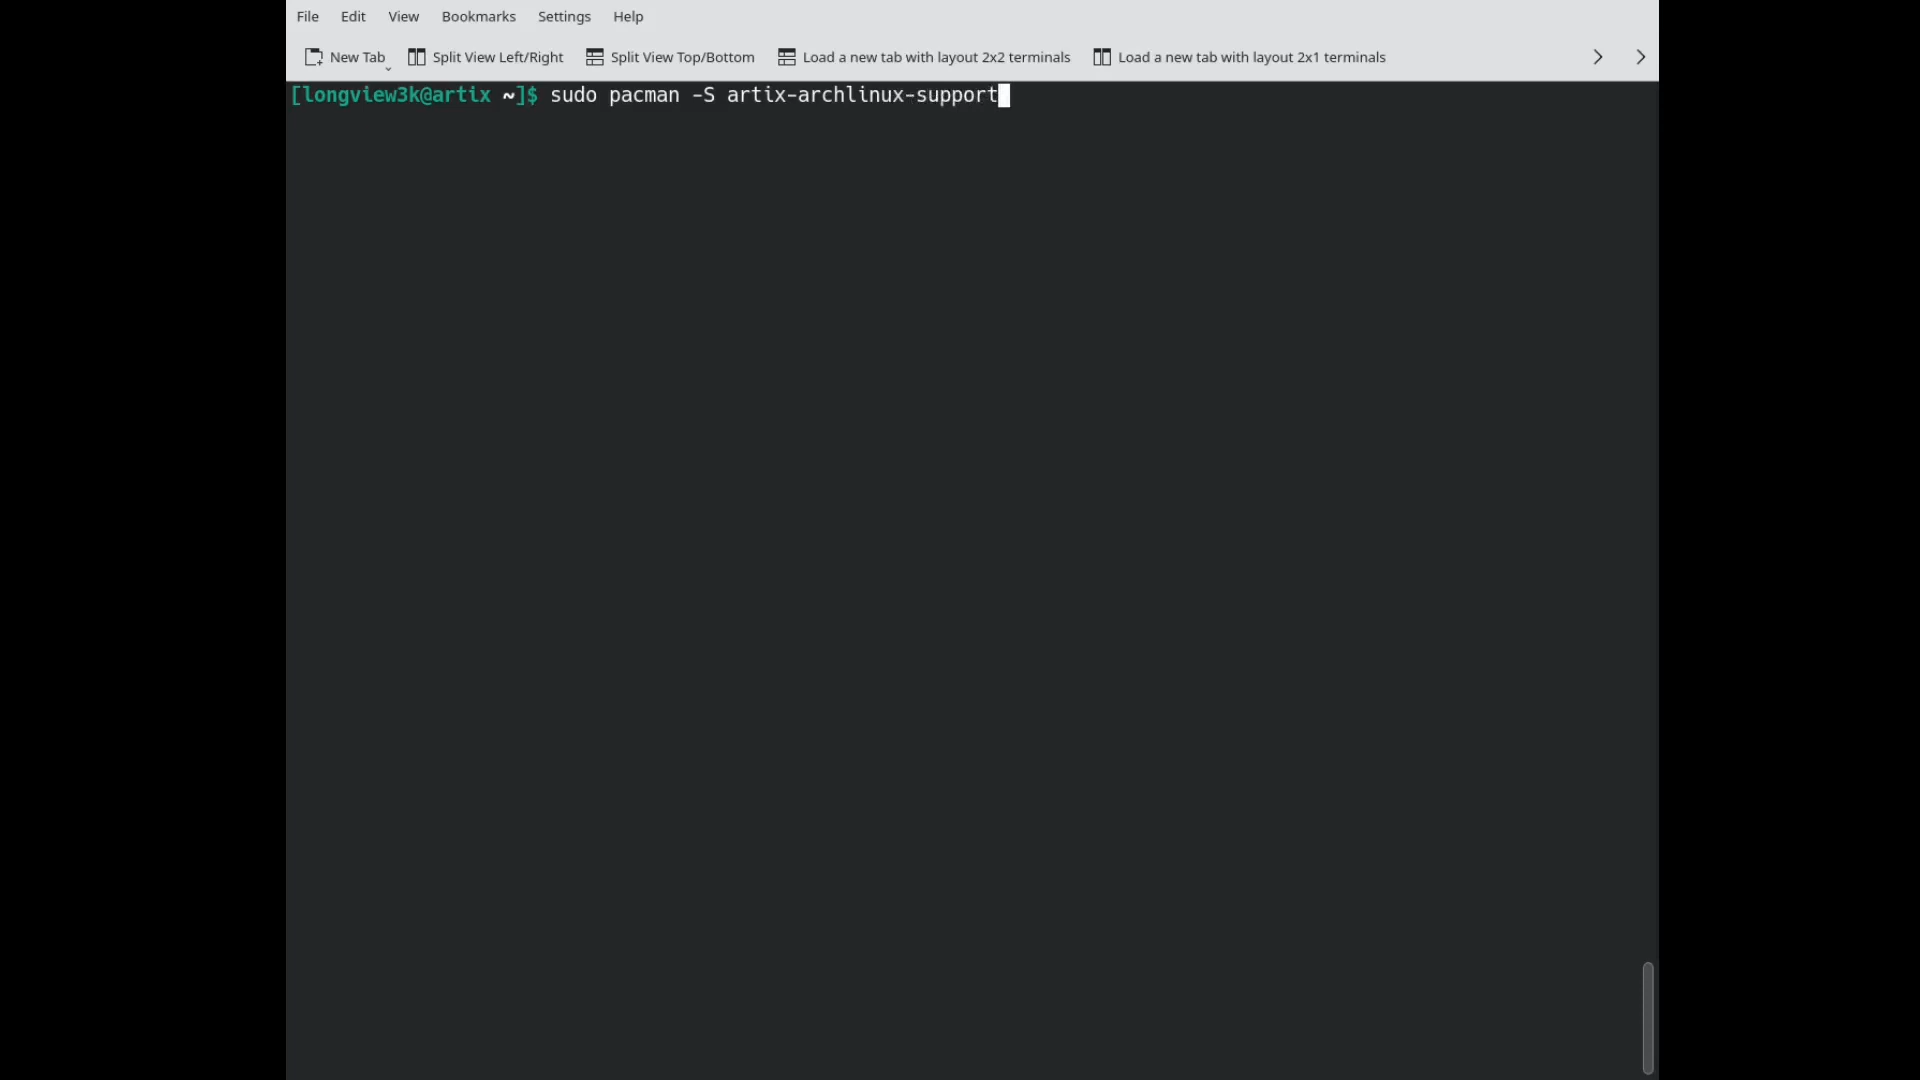 File Edit View Bookmarks Settings Help
New Tab Split View Left/Right Split View Top/Bottom Load a new tab with layout 2x2 terminals Load a new tab with layout 2x1 terminals
[longview3k@artix ~]$ sudo pacman -S artix-archlinux-support